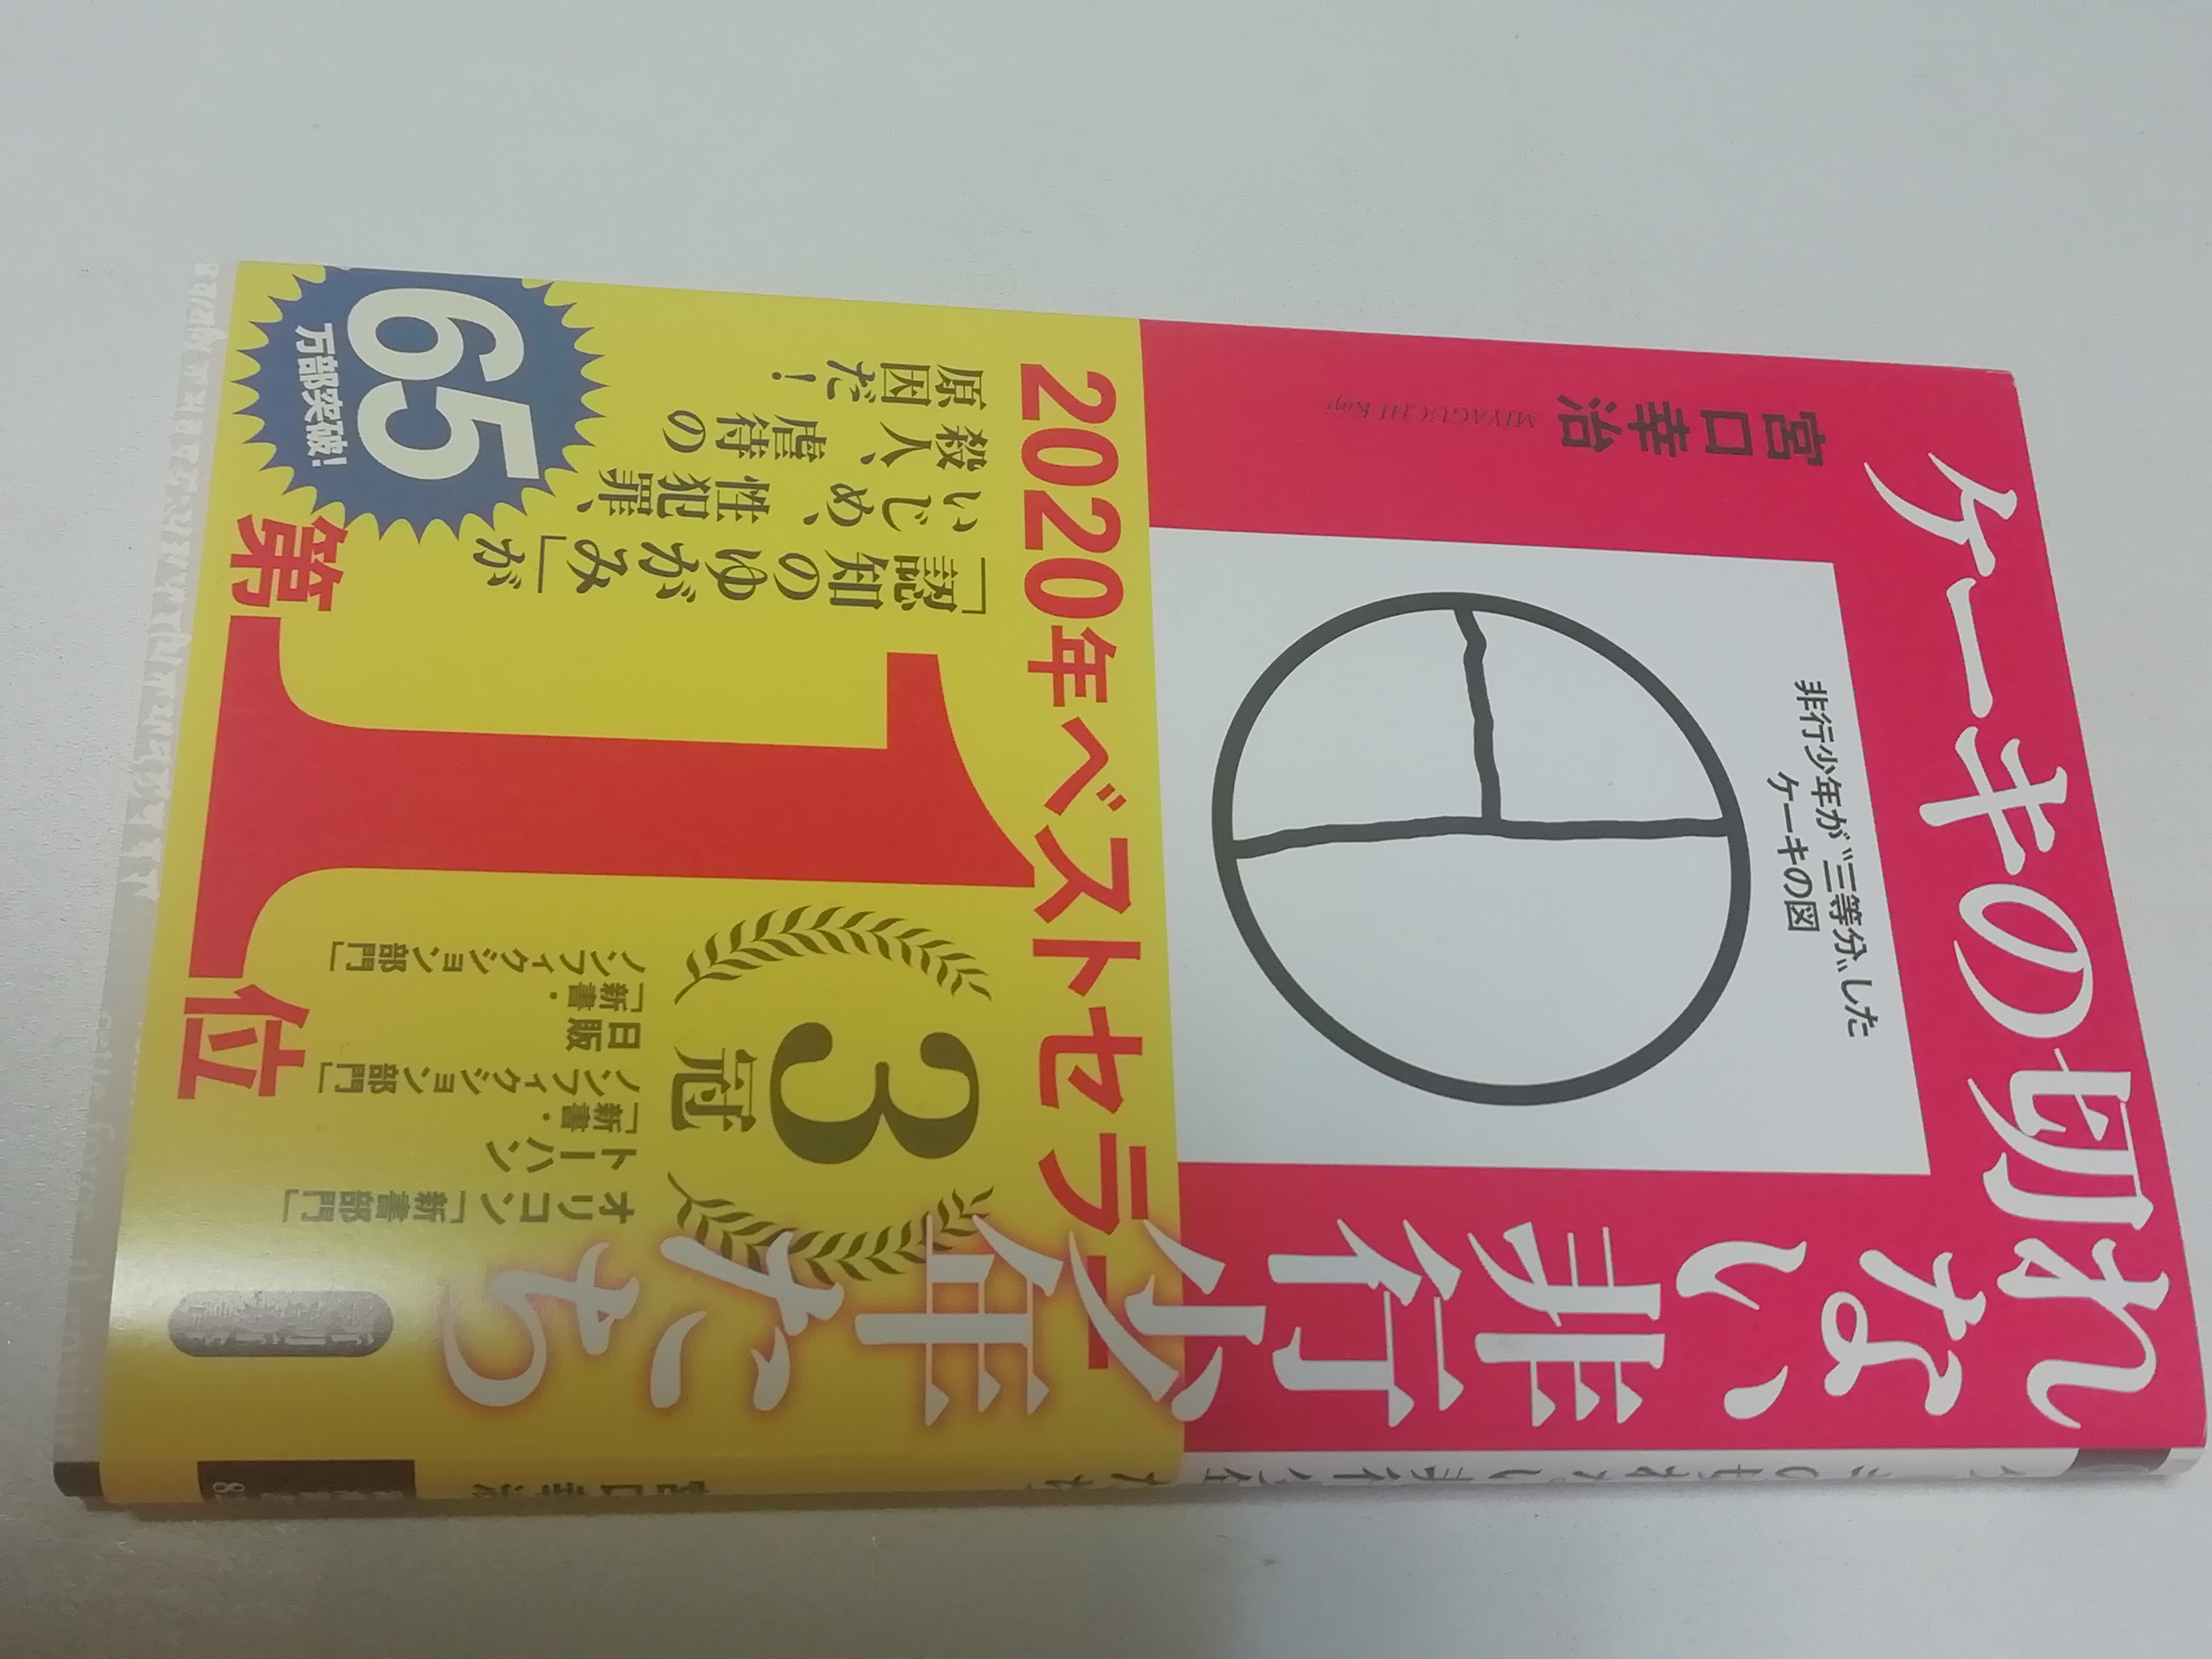 ケーキの切れない
非行少年たち
宮口幸治
MIYAGUCHI Koji
非行少年が“三等分”した
ケーキの図
2020年ベストセラー
第1位
65
万部突破!
「認知のゆがみ」が
いじめ、性犯罪、
殺人、虐待の
原因だ!
3冠
オリコン「新書部門」
トーハン
「新書・
ノンフィクション部門」
日販
「新書・
ノンフィクション部門」
新潮新書
宮口幸治